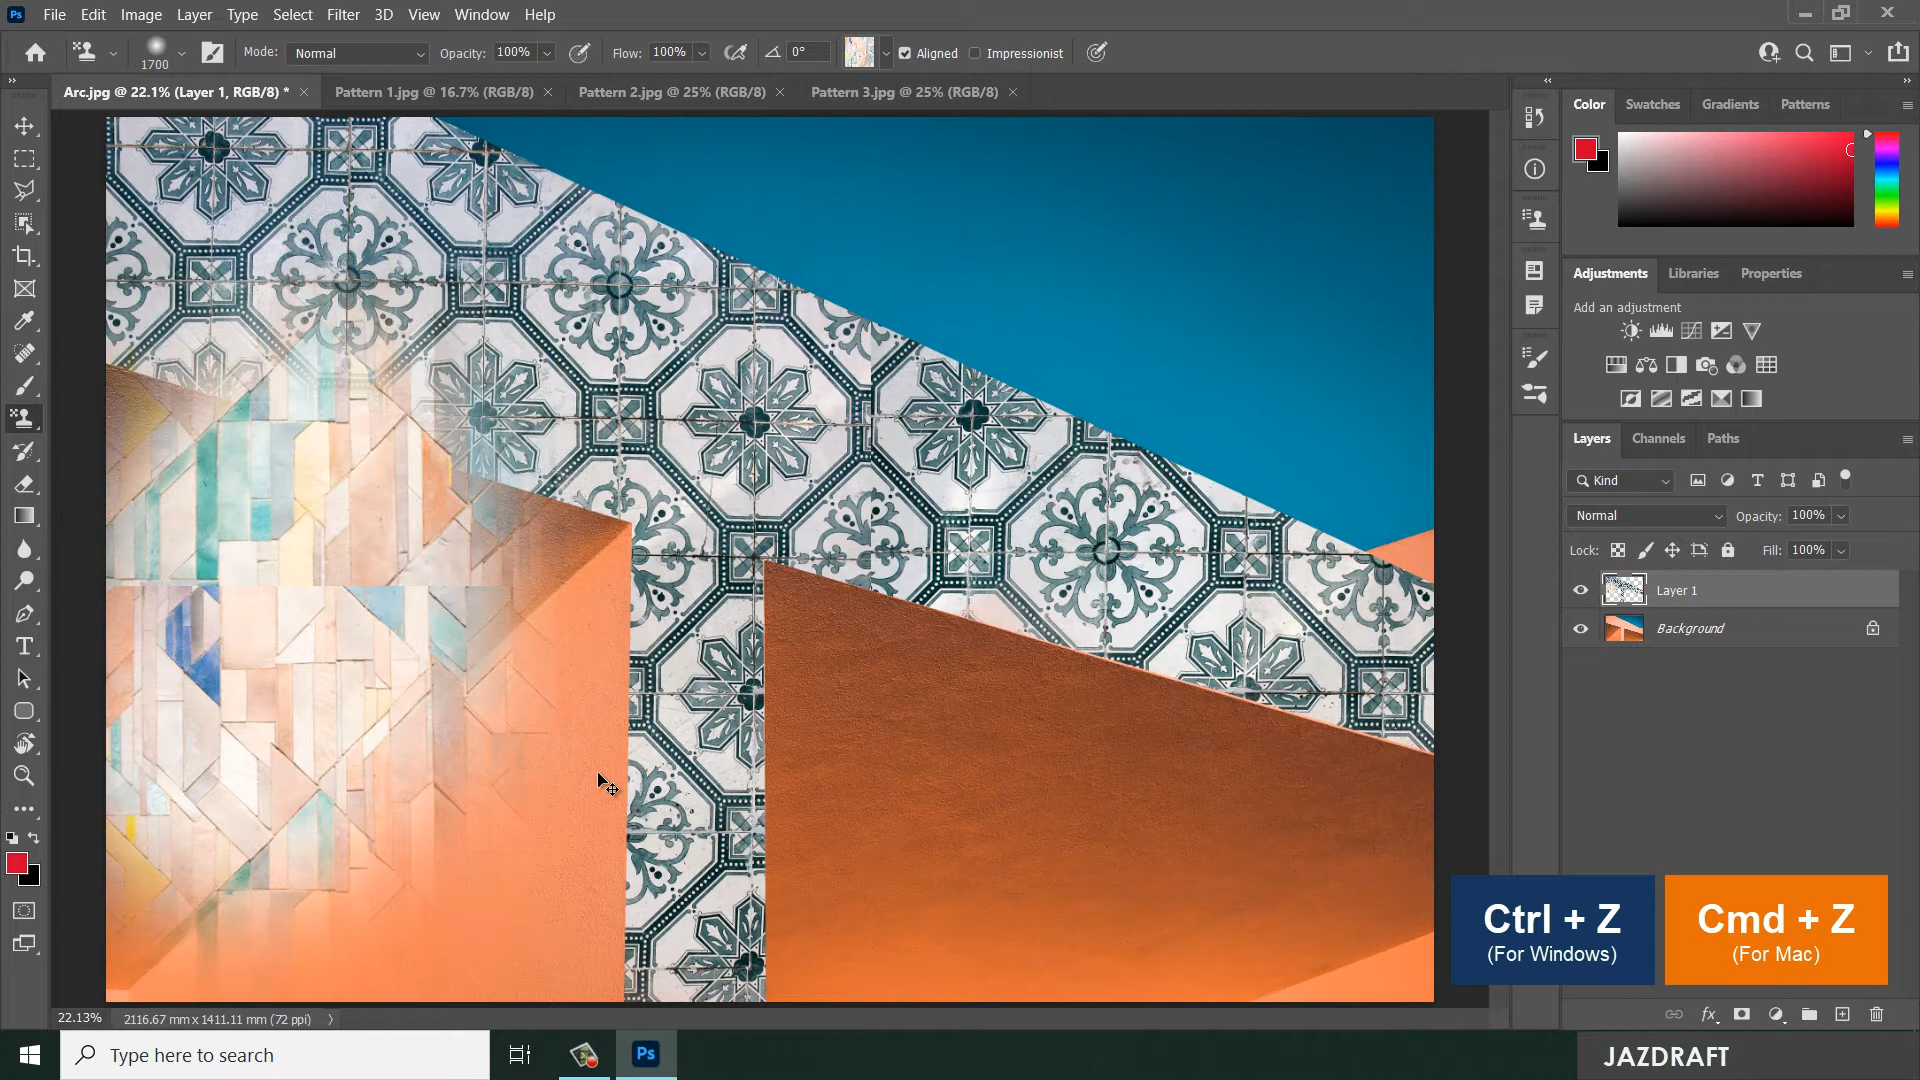 Ps File Edit Image Layer Type Select Filter 3D View Window Help
1700 Mode: Normal Opacity: 100% Flow: 100% 0° Aligned Impressionist
Arc.jpg @ 22.1% (Layer 1, RGB/8) * × Pattern 1.jpg @ 16.7% (RGB/8) × Pattern 2.jpg @ 25% (RGB/8) × Pattern 3.jpg @ 25% (RGB/8) ×
Color Swatches Gradients Patterns
Adjustments Libraries Properties
Add an adjustment
Layers Channels Paths
Kind
Normal Opacity: 100%
Lock: Fill: 100%
Layer 1
Background
Ctrl + Z
(For Windows)
Cmd + Z
(For Mac)
22.13% 2116.67 mm x 1411.11 mm (72 ppi)
Type here to search
Ps
JAZDRAFT